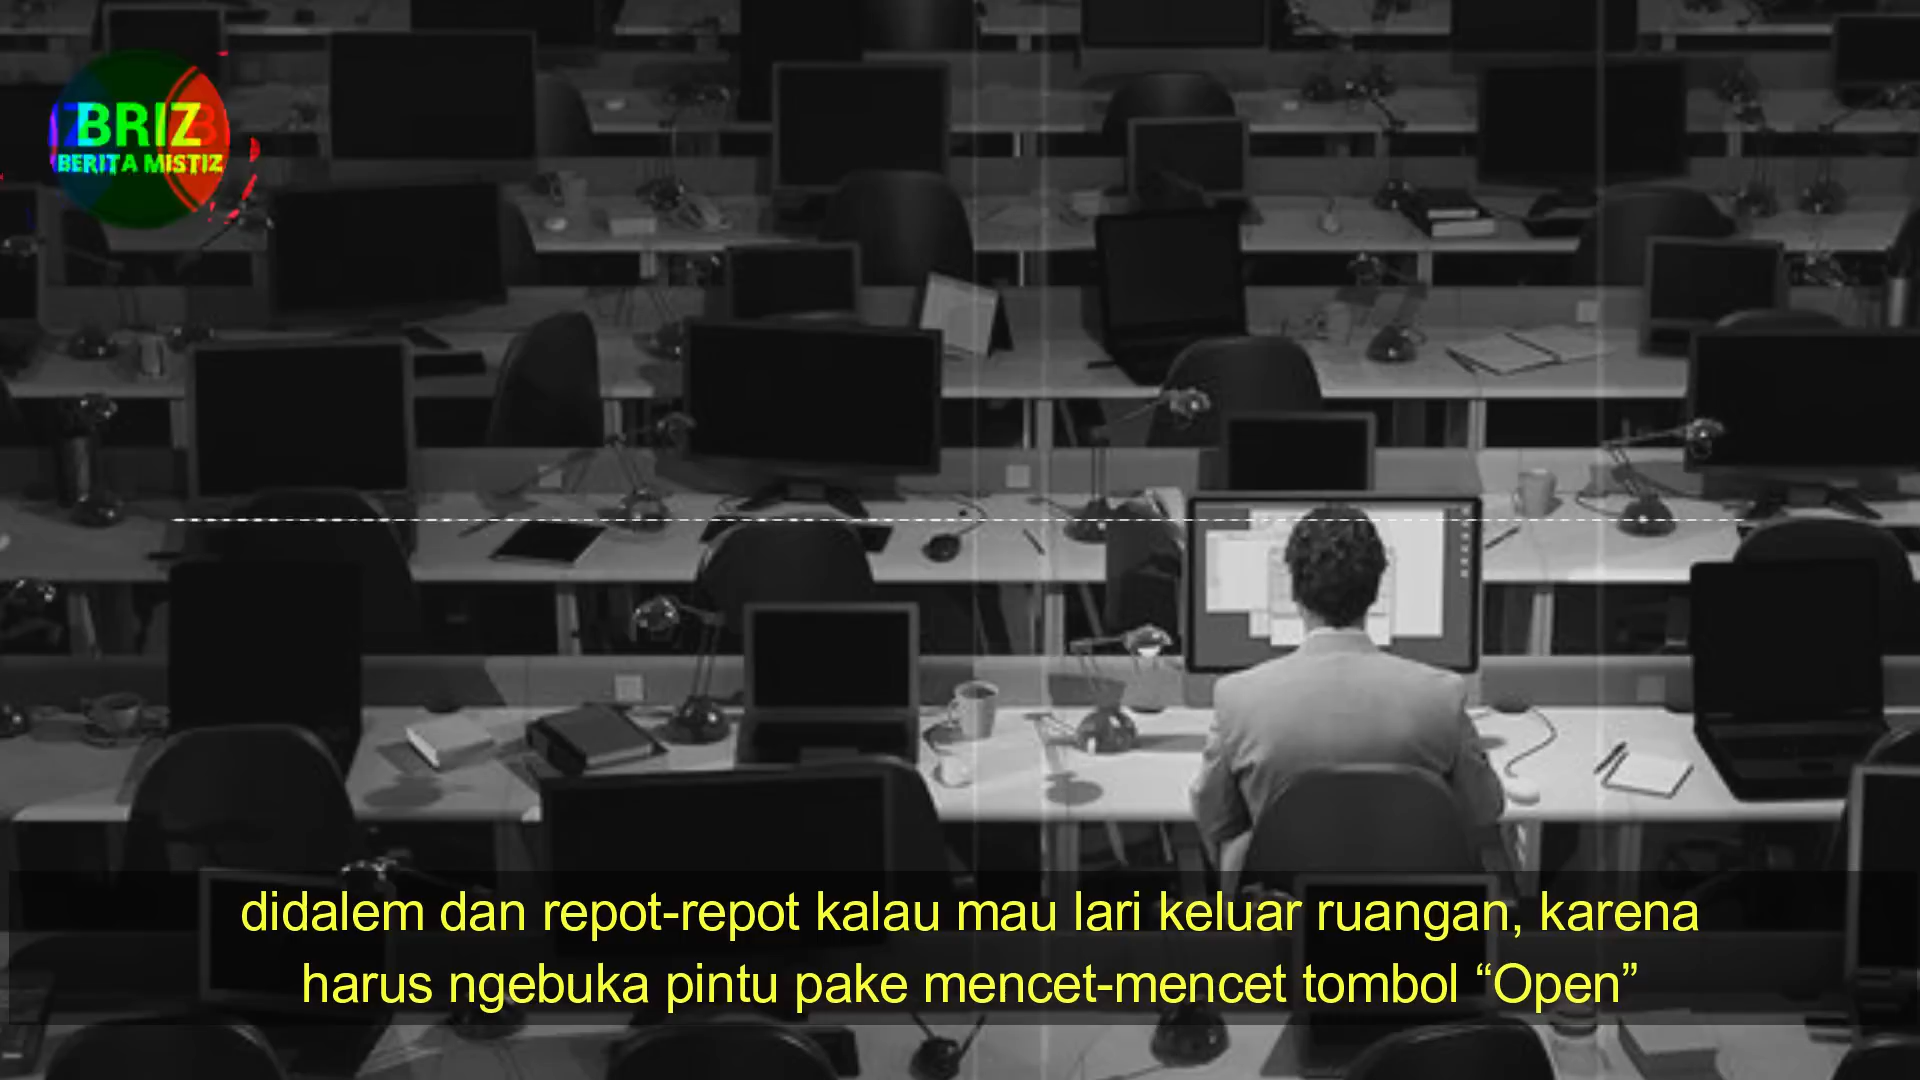 BRIZ
BERITA MISTIZ
didalem dan repot-repot kalau mau lari keluar ruangan, karena
harus ngebuka pintu pake mencet-mencet tombol “Open”